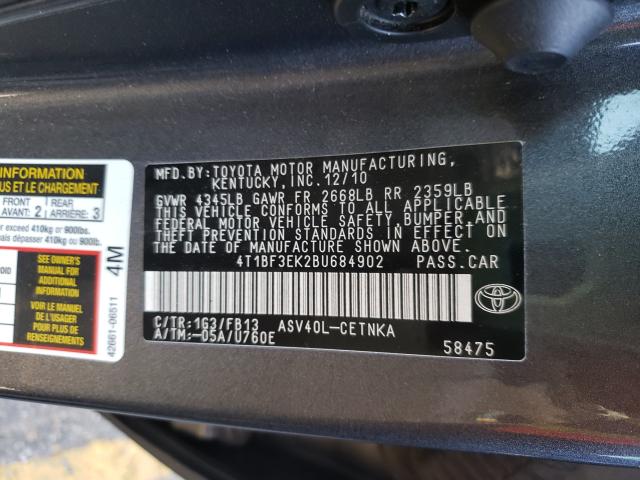 INFORMATION
US ET LE CHARGEMENT
FRONT AVANT: 2 REAR ARRIÈRE: 3
exceed 410kg or 900lbs.
ais dépasser 410kg ou 900lb.
SEE OWNER'S
MANUAL FOR
ADDITIONAL
INFORMATION
VOIR LE MANUEL
DE L'USAGER
POUR PLUS DE
RENSEIGNEMENTS
4M
42661-06511
MFD. BY: TOYOTA MOTOR MANUFACTURING,
KENTUCKY, INC. 12/10
GVWR 4345LB GAWR FR 2668LB RR 2359LB
THIS VEHICLE CONFORMS TO ALL APPLICABLE
FEDERAL MOTOR VEHICLE SAFETY, BUMPER, AND
THEFT PREVENTION STANDARDS IN EFFECT ON
THE DATE OF MANUFACTURE SHOWN ABOVE.
4T1BF3EK2BU684902 PASS.CAR
C/TR: 1G3/FB13 ASV40L-CETNKA
A/TM: -05A/U760E
58475
TOYOTA